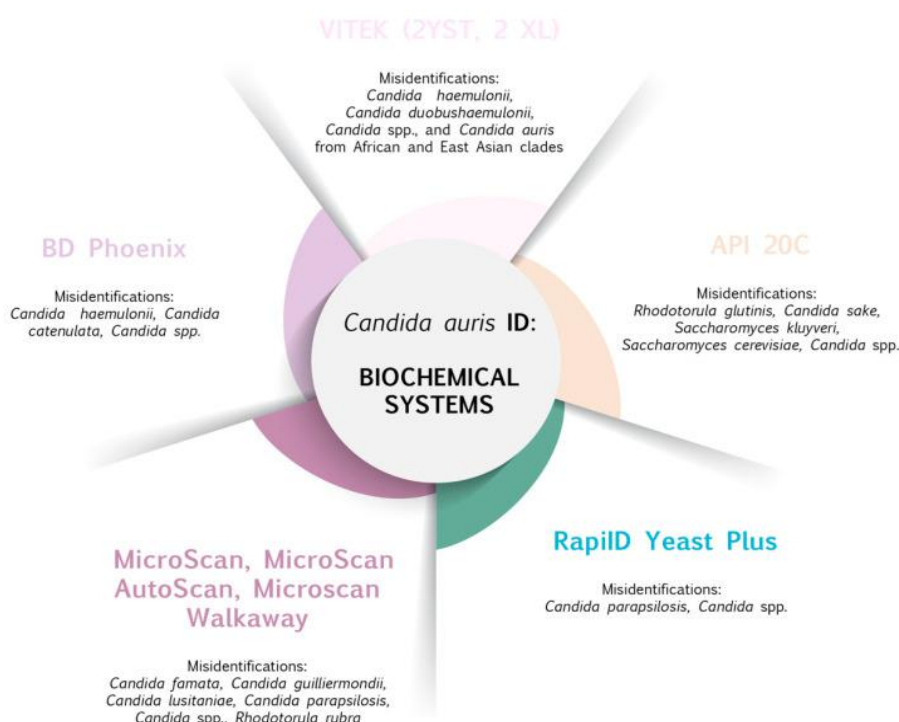 VITEK (2YST, 2 XL)
Misidentifications:
Candida haemulonii,
Candida duobushaemulonii,
Candida spp., and Candida auris
from African and East Asian clades
BD Phoenix
Misidentifications:
Candida haemulonii, Candida
catenulata, Candida spp.
API 20C
Misidentifications:
Rhodotorula glutinis, Candida sake,
Saccharomyces kluyveri,
Saccharomyces cerevisiae, Candida spp.
Candida auris ID:
BIOCHEMICAL
SYSTEMS
MicroScan, MicroScan
AutoScan, Microscan
Walkaway
Misidentifications:
Candida famata, Candida guilliermondii,
Candida lusitaniae, Candida parapsilosis,
Candida spp., Rhodotorula rubra
RapiID Yeast Plus
Misidentifications:
Candida parapsilosis, Candida spp.